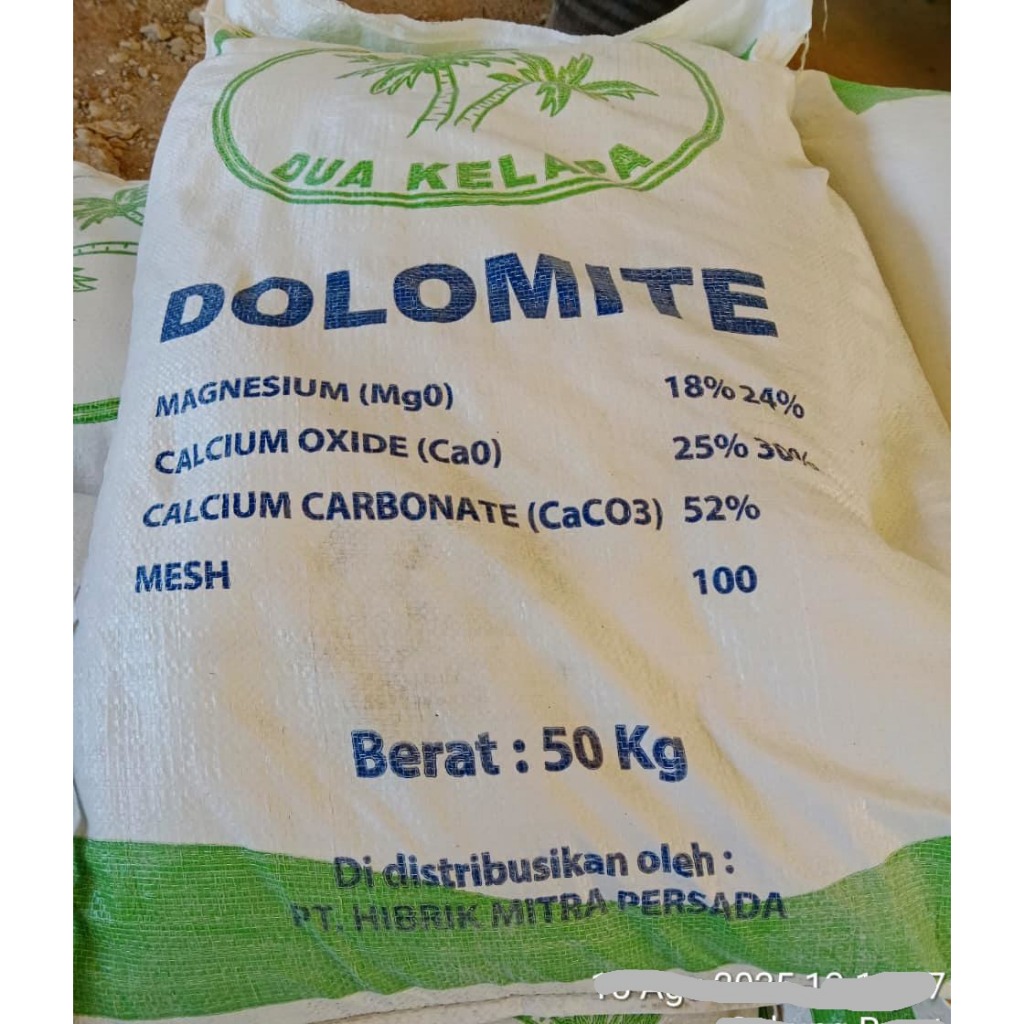 DUA KELAPA
DOLOMITE
MAGNESIUM (Mg0) 18% 24%
CALCIUM OXIDE (Ca0) 25% 30%
CALCIUM CARBONATE (CaCO3) 52%
MESH 100
Berat : 50 Kg
Di distribusikan oleh :
PT. HIBRIK MITRA PERSADA